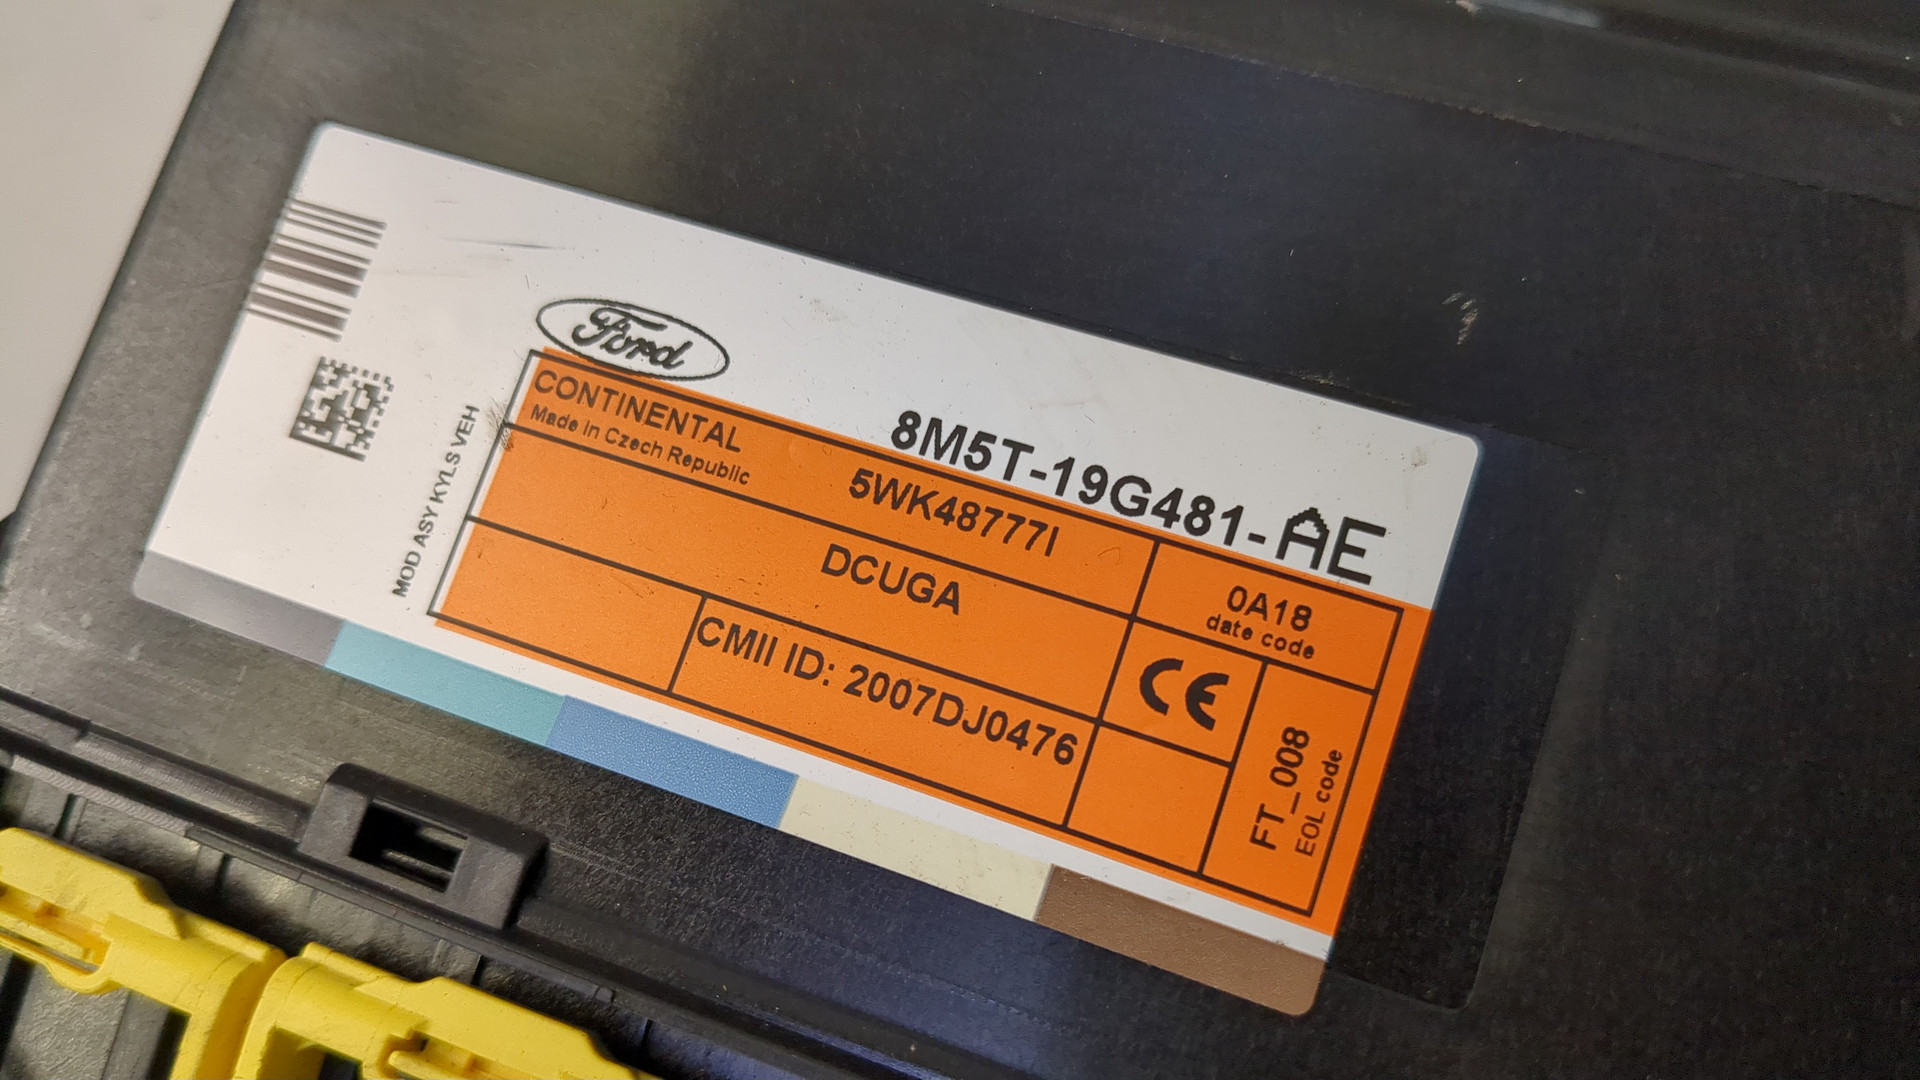 Ford
8M5T-19G481-AE
CONTINENTAL
Made in Czech Republic
5WK48777I
0A18
date code
DCUGA
CE
CMII ID: 2007DJ0476
FT_008
EOL code
MOD ASY KYLS VEH